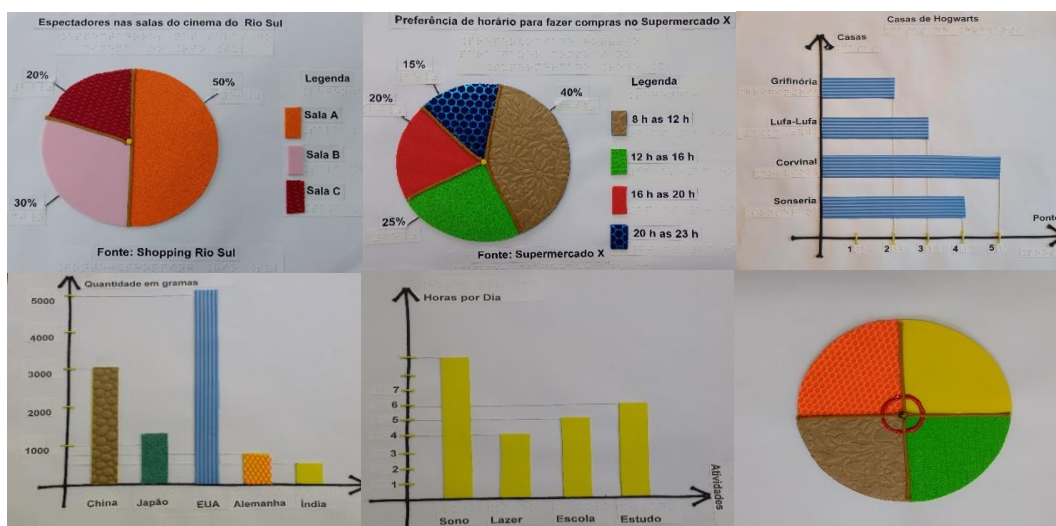 Espectadores nas salas do cinema do Rio Sul
20%
50%
30%
Legenda
Sala A
Sala B
Sala C
Fonte: Shopping Rio Sul
Preferência de horário para fazer compras no Supermercado X
15%
40%
20%
25%
Legenda
8 h as 12 h
12 h as 16 h
16 h as 20 h
20 h as 23 h
Fonte: Supermercado X
Casas de Hogwarts
Casas
Grifinória
Lufa-Lufa
Corvinal
Sonseria
1 2 3 4 5
Quantidade em gramas
5000
4000
3000
2000
1000
China Japão EUA Alemanha Índia
Horas por Dia
7
6
5
4
3
2
1
Sono Lazer Escola Estudo
Atividades